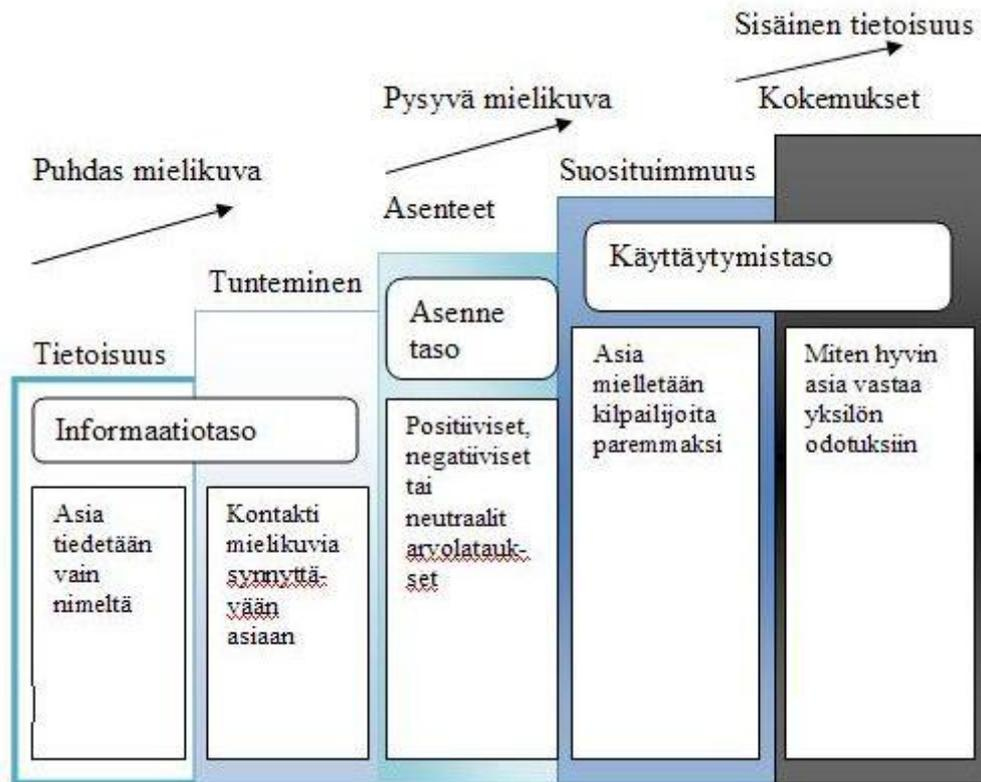 Sisäinen tietoisuus
Kokemukset
Pysyvä mielikuva
Suosituimmuus
Puhdas mielikuva
Asenteet
Käyttäytymistaso
Tunteminen
Asenne
taso
Tietoisuus
Informaatiotaso
Asia
tiedetään
vain
nimeltä
Kontakti
mielikuvia
synnyttä-
vään
asiaan
Positiiviset,
negatiiviset
tai
neutraalit
arvolatauk-
set
Asia
mielletään
kilpailijoita
paremmaksi
Miten hyvin
asia vastaa
yksilön
odotuksiin